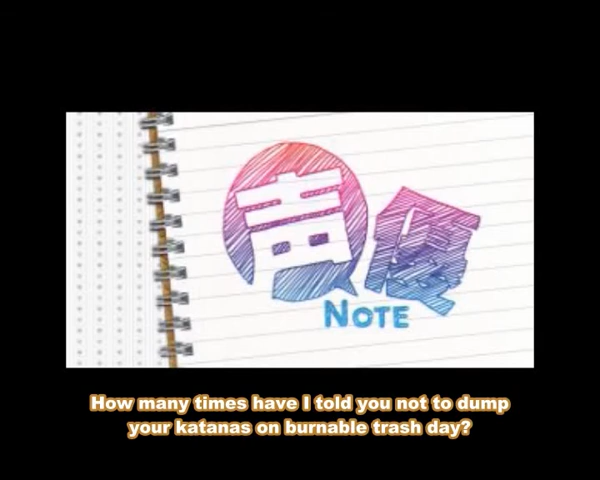 声優
NOTE
How many times have I told you not to dump
your katanas on burnable trash day?